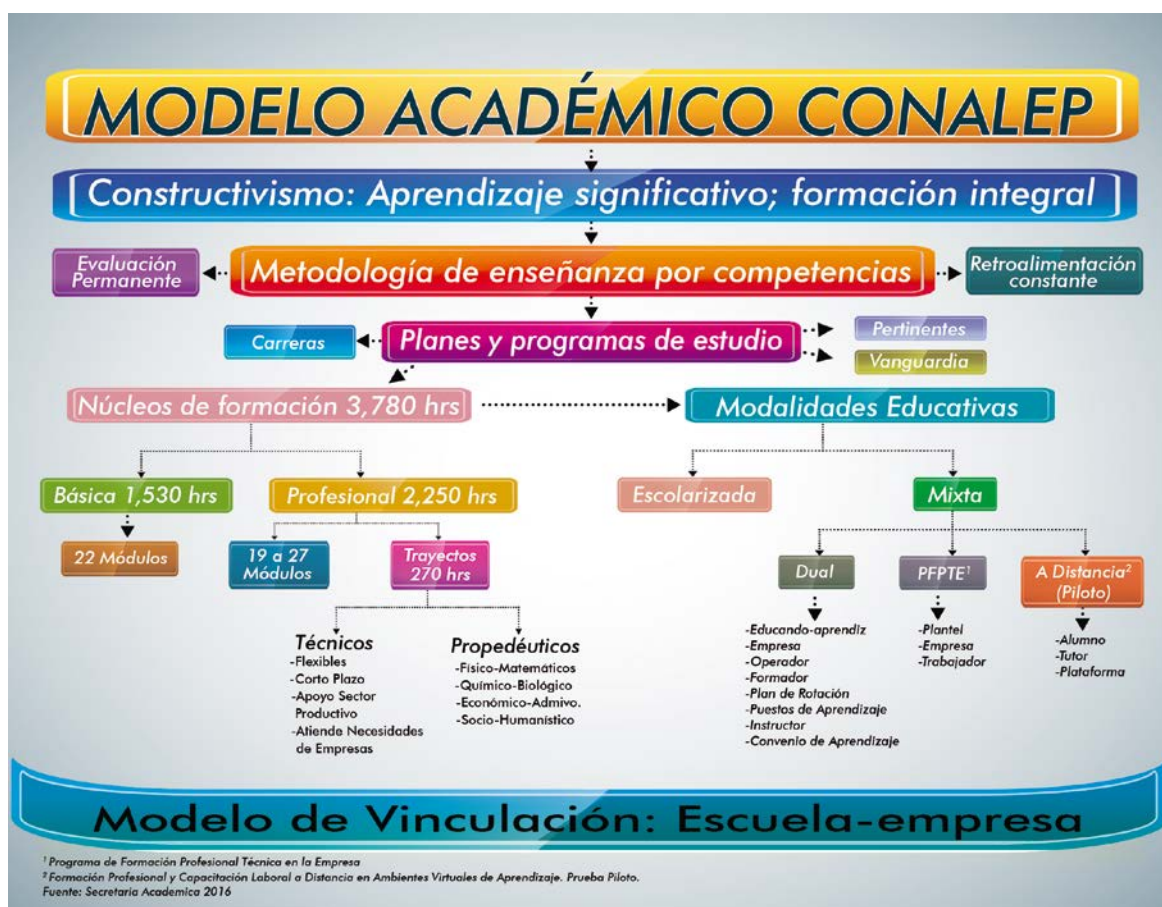 MODELO ACADÉMICO CONALEP
Constructivismo: Aprendizaje significativo; formación integral
Evaluación
Permanente
Metodología de enseñanza por competencias
Retroalimentación
constante
Carreras
Planes y programas de estudio
Pertinentes
Vanguardia
Núcleos de formación 3,780 hrs
Modalidades Educativas
Básica 1,530 hrs
Profesional 2,250 hrs
Escolarizada
Mixta
22 Módulos
19 a 27
Módulos
Trayectos
270 hrs
Dual
PFPTE¹
A Distancia²
(Piloto)
Técnicos
-Flexibles
-Corto Plazo
-Apoyo Sector
Productivo
-Atiende Necesidades
de Empresas
Propedéuticos
-Físico-Matemáticos
-Químico-Biológico
-Económico-Admivo.
-Socio-Humanístico
-Educando-aprendiz
-Empresa
-Operador
-Formador
-Plan de Rotación
-Puestos de Aprendizaje
-Instructor
-Convenio de Aprendizaje
-Plantel
-Empresa
-Trabajador
-Alumno
-Tutor
-Plataforma
Modelo de Vinculación: Escuela-empresa
¹ Programa de Formación Profesional Técnica en la Empresa
² Formación Profesional y Capacitación Laboral a Distancia en Ambientes Virtuales de Aprendizaje. Prueba Piloto.
Fuente: Secretaria Academica 2016